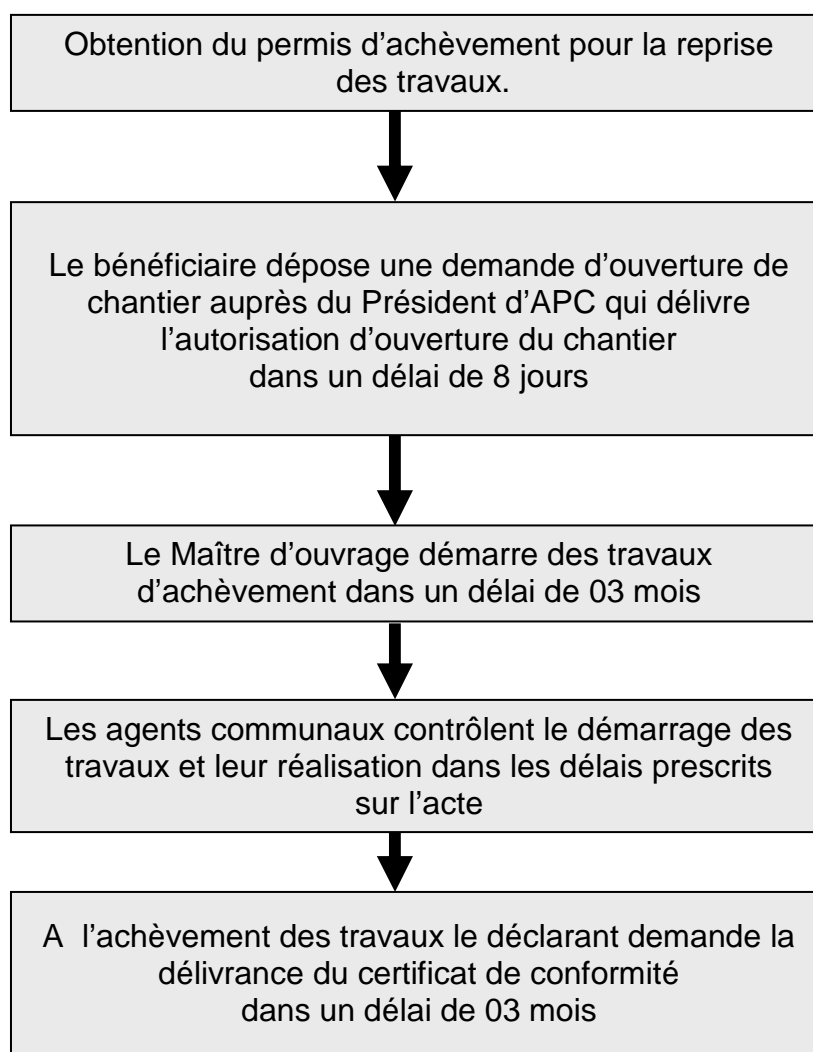 Obtention du permis d’achèvement pour la reprise
des travaux.
Le bénéficiaire dépose une demande d’ouverture de
chantier auprès du Président d’APC qui délivre
l’autorisation d’ouverture du chantier
dans un délai de 8 jours
Le Maître d’ouvrage démarre des travaux
d’achèvement dans un délai de 03 mois
Les agents communaux contrôlent le démarrage des
travaux et leur réalisation dans les délais prescrits
sur l’acte
A l’achèvement des travaux le déclarant demande la
délivrance du certificat de conformité
dans un délai de 03 mois